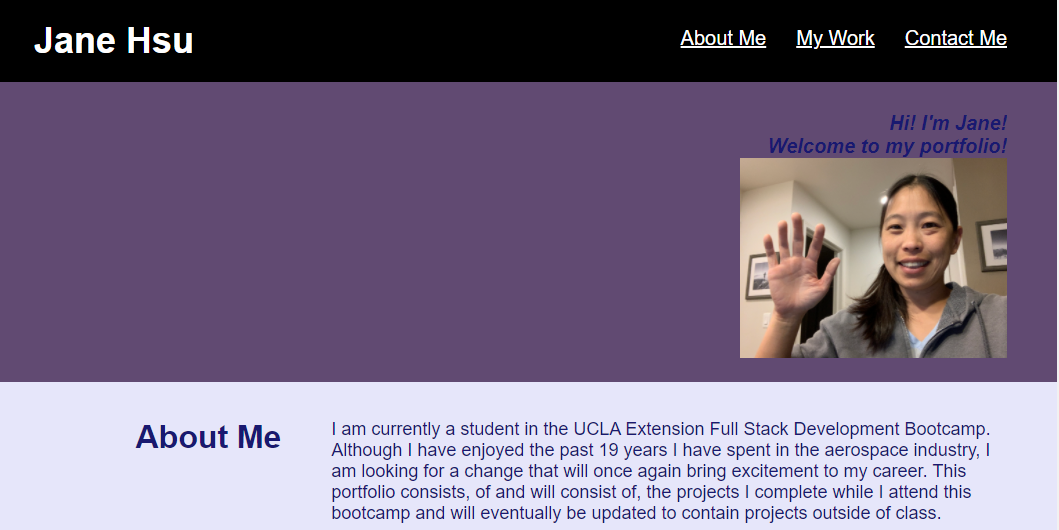 Jane Hsu
About Me My Work Contact Me
Hi! I'm Jane!
Welcome to my portfolio!
About Me
I am currently a student in the UCLA Extension Full Stack Development Bootcamp.
Although I have enjoyed the past 19 years I have spent in the aerospace industry, I
am looking for a change that will once again bring excitement to my career. This
portfolio consists, of and will consist of, the projects I complete while I attend this
bootcamp and will eventually be updated to contain projects outside of class.